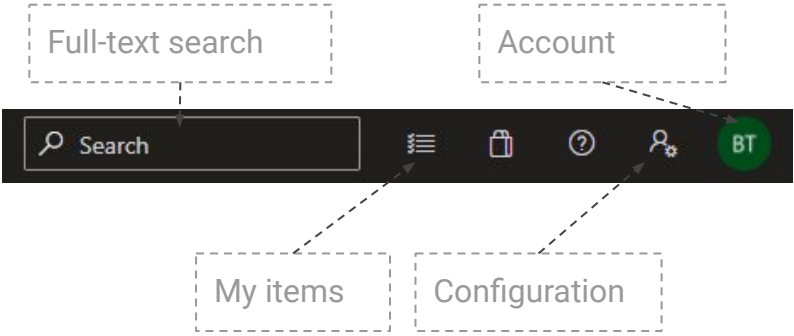 Full-text search
Account
Search
BT
My items
Configuration